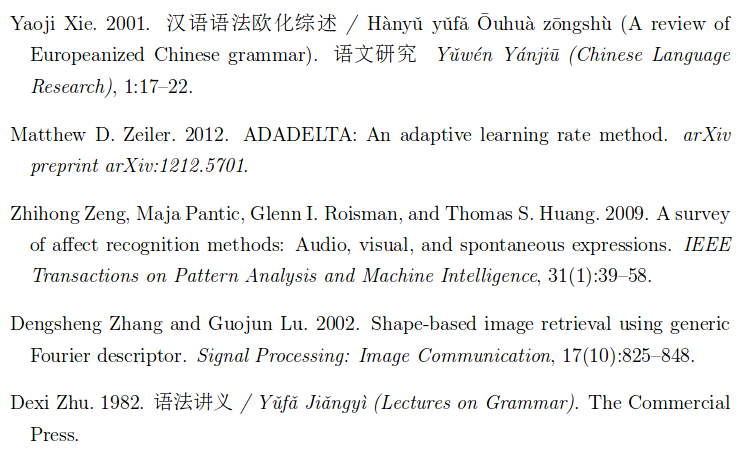 Yaoji Xie. 2001. 汉语语法欧化综述 / Hànyǔ yǔfǎ Ōuhuà zōngshù (A review of
Europeanized Chinese grammar). 语文研究 Yǔwén Yánjiū (Chinese Language
Research), 1:17–22.
Matthew D. Zeiler. 2012. ADADELTA: An adaptive learning rate method. arXiv
preprint arXiv:1212.5701.
Zhihong Zeng, Maja Pantic, Glenn I. Roisman, and Thomas S. Huang. 2009. A survey
of affect recognition methods: Audio, visual, and spontaneous expressions. IEEE
Transactions on Pattern Analysis and Machine Intelligence, 31(1):39–58.
Dengsheng Zhang and Guojun Lu. 2002. Shape-based image retrieval using generic
Fourier descriptor. Signal Processing: Image Communication, 17(10):825–848.
Dexi Zhu. 1982. 语法讲义 / Yǔfǎ Jiǎngyì (Lectures on Grammar). The Commercial
Press.